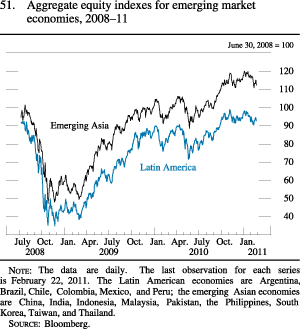 51. Aggregate equity indexes for emerging market
economies, 2008–11
June 30, 2008 = 100
120
110
100
90
80
70
60
50
40
Emerging Asia
Latin America
July Oct. Jan. Apr. July Oct. Jan. Apr. July Oct. Jan.
2008 2009 2010 2011
NOTE: The data are daily. The last observation for each series
is February 22, 2011. The Latin American economies are Argentina,
Brazil, Chile, Colombia, Mexico, and Peru; the emerging Asian economies
are China, India, Indonesia, Malaysia, Pakistan, the Philippines, South
Korea, Taiwan, and Thailand.
SOURCE: Bloomberg.